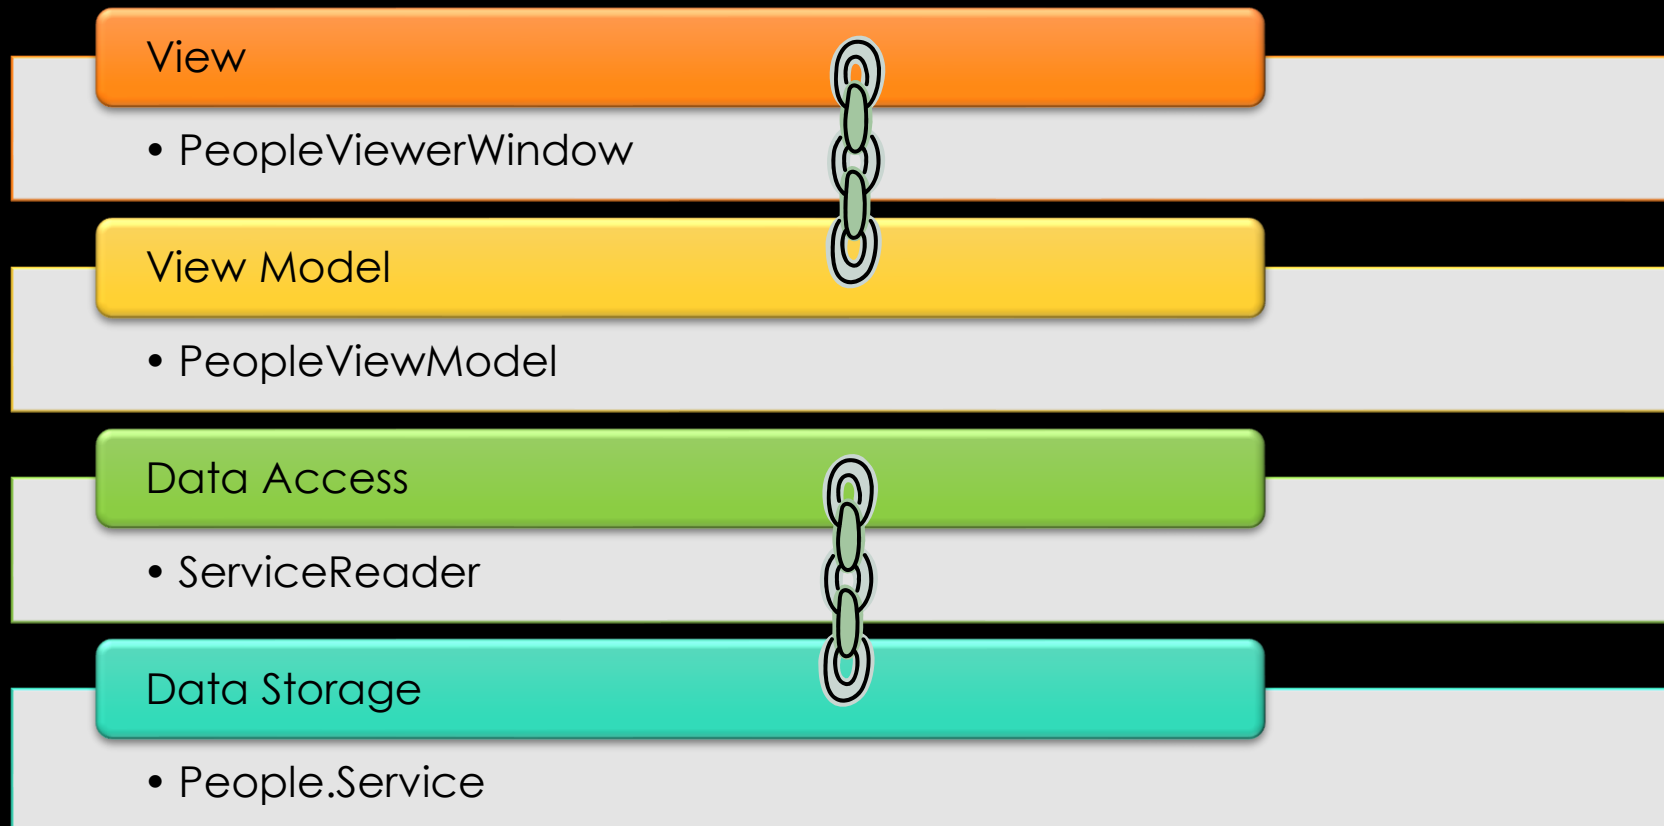 View
• PeopleViewerWindow
View Model
• PeopleViewModel
Data Access
• ServiceReader
Data Storage
• People.Service